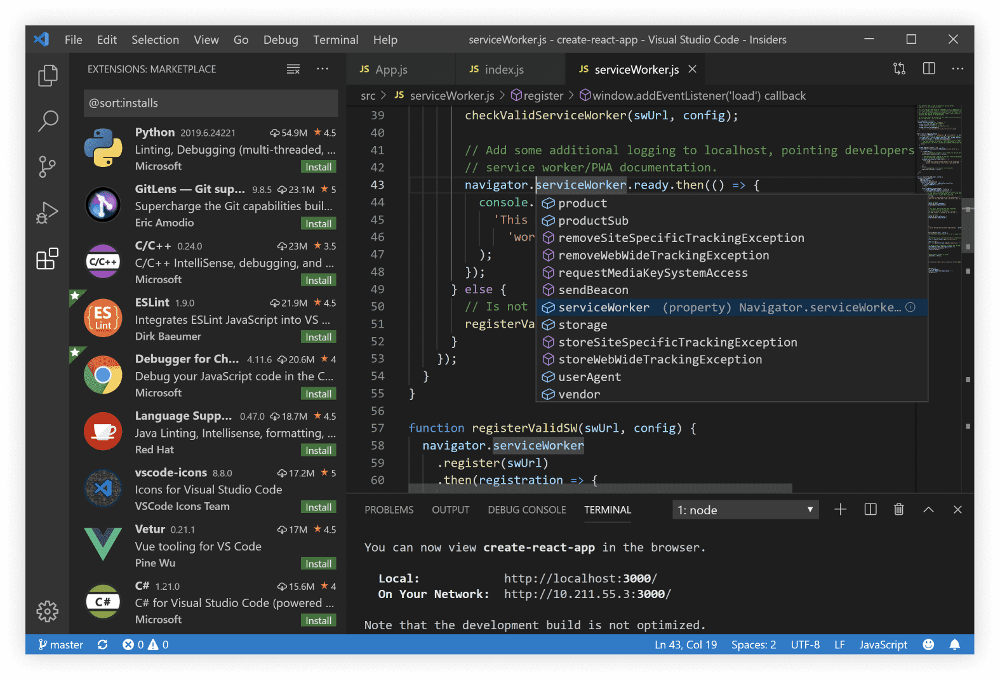 File Edit Selection View Go Debug Terminal Help serviceWorker.js - create-react-app - Visual Studio Code - Insiders
EXTENSIONS: MARKETPLACE
@sort:installs
Python 2019.6.24221 54.9M 4.5
Linting, Debugging (multi-threaded, ...
Microsoft Install
GitLens — Git sup... 9.8.5 23.1M 5
Supercharge the Git capabilities buil...
Eric Amodio Install
C/C++
C/C++ 0.24.0 23M 3.5
C/C++ IntelliSense, debugging, and ...
Microsoft Install
ES
Lint
ESLint 1.9.0 21.9M 4.5
Integrates ESLint JavaScript into VS ...
Dirk Baeumer Install
Debugger for Ch... 4.11.6 20.6M 4
Debug your JavaScript code in the C...
Microsoft Install
Language Supp... 0.47.0 18.7M 4.5
Java Linting, Intellisense, formatting, ...
Red Hat Install
vscode-icons 8.8.0 17.2M 5
Icons for Visual Studio Code
VSCode Icons Team Install
Vetur 0.21.1 17M 4.5
Vue tooling for VS Code
Pine Wu Install
C#
C# 1.21.0 15.6M 4
C# for Visual Studio Code (powered ...
Microsoft Install
JS App.js JS index.js JS serviceWorker.js
src > JS serviceWorker.js > register > window.addEventListener('load') callback
39 checkValidServiceWorker(swUrl, config);
40
41 // Add some additional logging to localhost, pointing developers
42 // service worker/PWA documentation.
43 navigator.serviceWorker.ready.then(() => {
44 console.
45 'This
46 'wor
47 );
48 });
49 } else {
50 // Is not
51 registerVa
52 }
53 });
54 }
55 }
56
57 function registerValidSW(swUrl, config) {
58 navigator.serviceWorker
59 .register(swUrl)
60 .then(registration => {
product
productSub
removeSiteSpecificTrackingException
removeWebWideTrackingException
requestMediaKeySystemAccess
sendBeacon
serviceWorker (property) Navigator.serviceWorke...
storage
storeSiteSpecificTrackingException
storeWebWideTrackingException
userAgent
vendor
PROBLEMS OUTPUT DEBUG CONSOLE TERMINAL 1: node
You can now view create-react-app in the browser.
Local: http://localhost:3000/
On Your Network: http://10.211.55.3:3000/
Note that the development build is not optimized.
master 0 0 Ln 43, Col 19 Spaces: 2 UTF-8 LF JavaScript